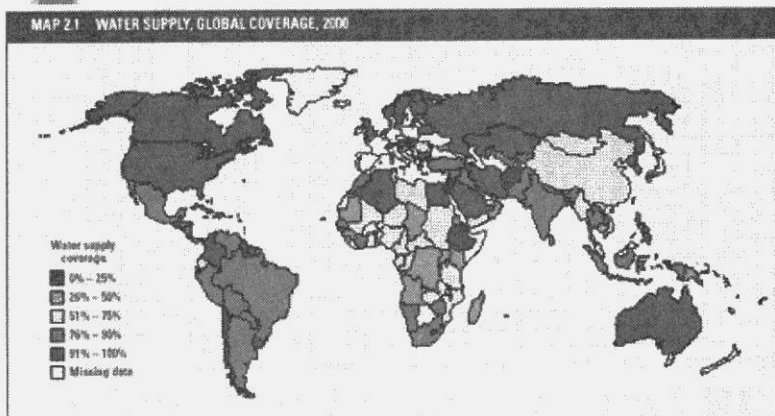 MAP 2.1 WATER SUPPLY, GLOBAL COVERAGE, 2000
Water supply
coverage
0% – 25%
26% – 50%
51% – 75%
76% – 90%
91% – 100%
Missing data